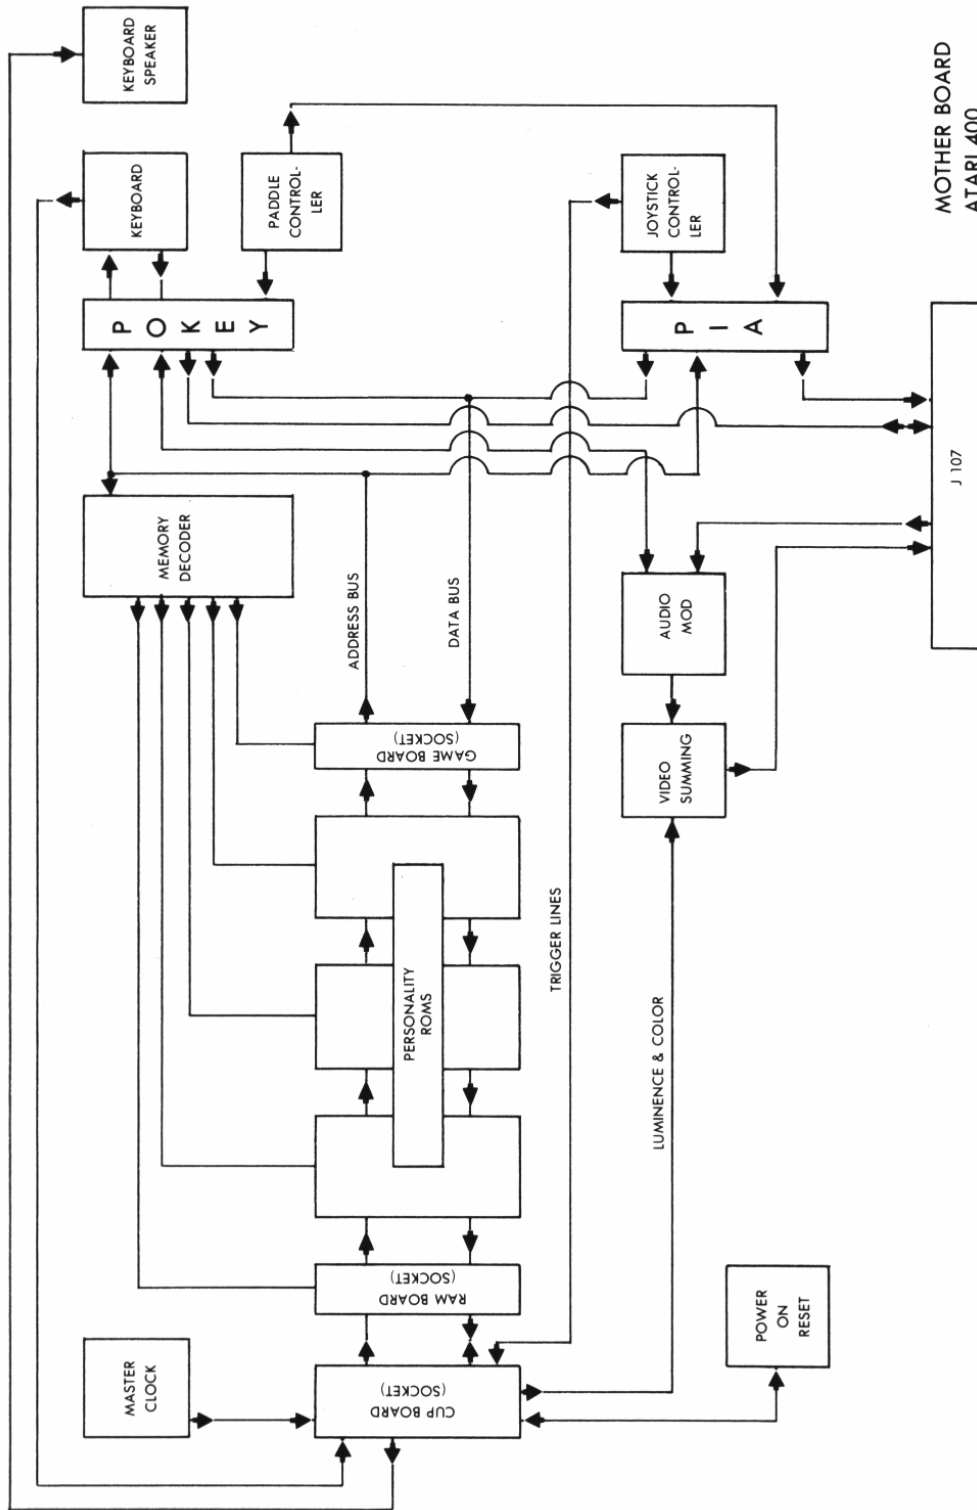 KEYBOARD
SPEAKER
KEYBOARD
PADDLE
CONTROL-
LER
JOYSTICK
CONTROL-
LER
POKEY
PIA
MEMORY
DECODER
ADDRESS BUS
DATA BUS
AUDIO
MOD
J 107
GAME BOARD
(SOCKET)
VIDEO
SUMMING
PERSONALITY
ROMS
TRIGGER LINES
LUMINENCE & COLOR
RAM BOARD
(SOCKET)
MASTER
CLOCK
CUP BOARD
(SOCKET)
POWER
ON
RESET
MOTHER BOARD
ATARI 400